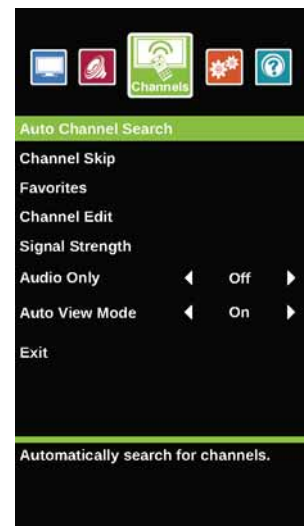 Channels
Auto Channel Search
Channel Skip
Favorites
Channel Edit
Signal Strength
Audio Only Off
Auto View Mode On
Exit
Automatically search for channels.